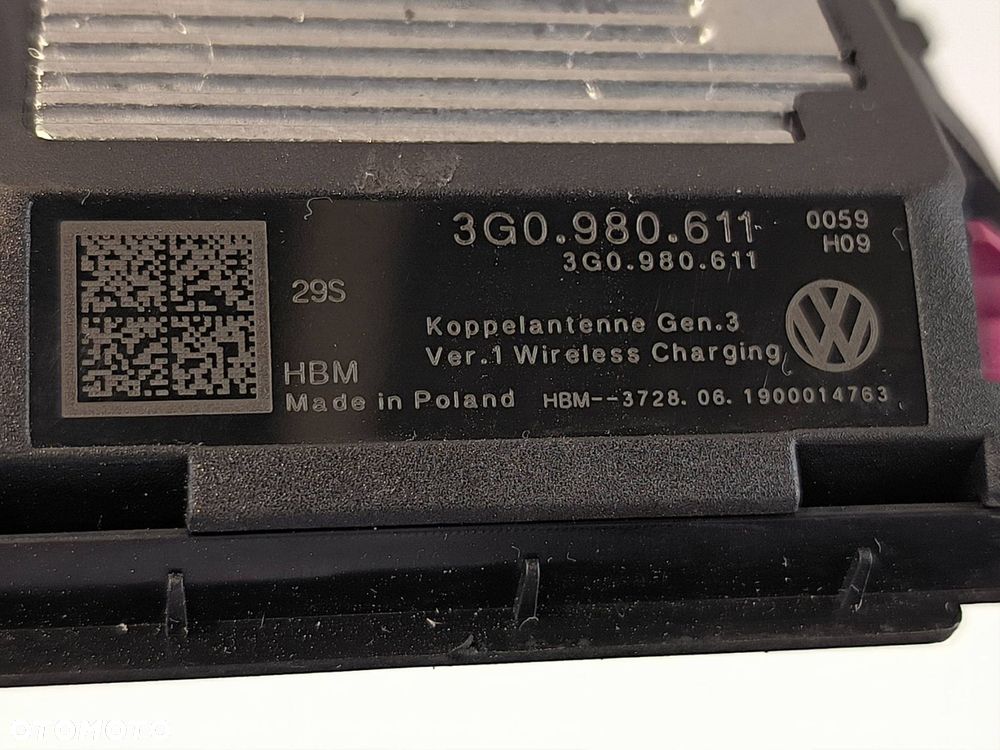 3G0.980.611
0059
H09
3G0.980.611
29S
Koppelantenne Gen.3
Ver.1 Wireless Charging
HBM
Made in Poland
HBM--3728. 06. 1900014763
OTOMOTO